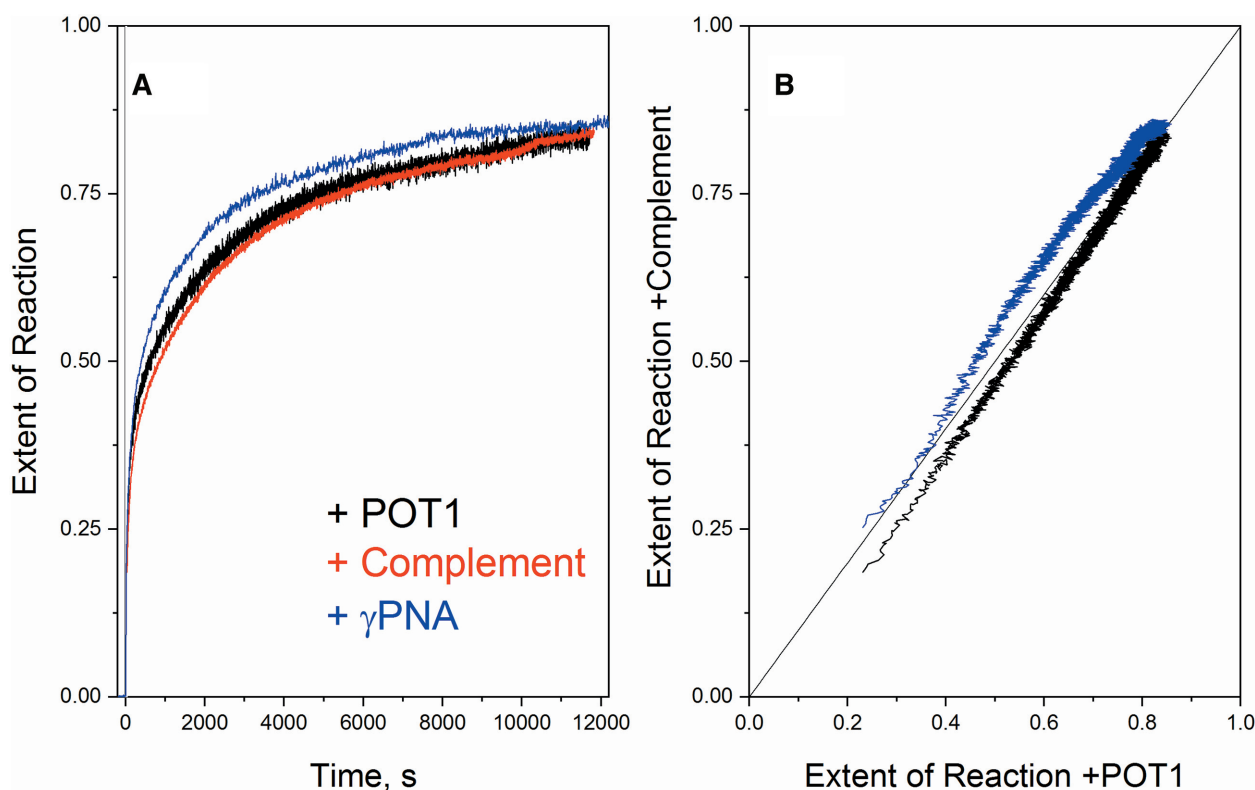 A
Extent of Reaction
1.00
0.75
0.50
0.25
0.00
0 2000 4000 6000 8000 10000 12000
Time, s
+ POT1
+ Complement
+ γPNA
B
Extent of Reaction +Complement
1.00
0.75
0.50
0.25
0.00
0.0 0.2 0.4 0.6 0.8 1.0
Extent of Reaction +POT1